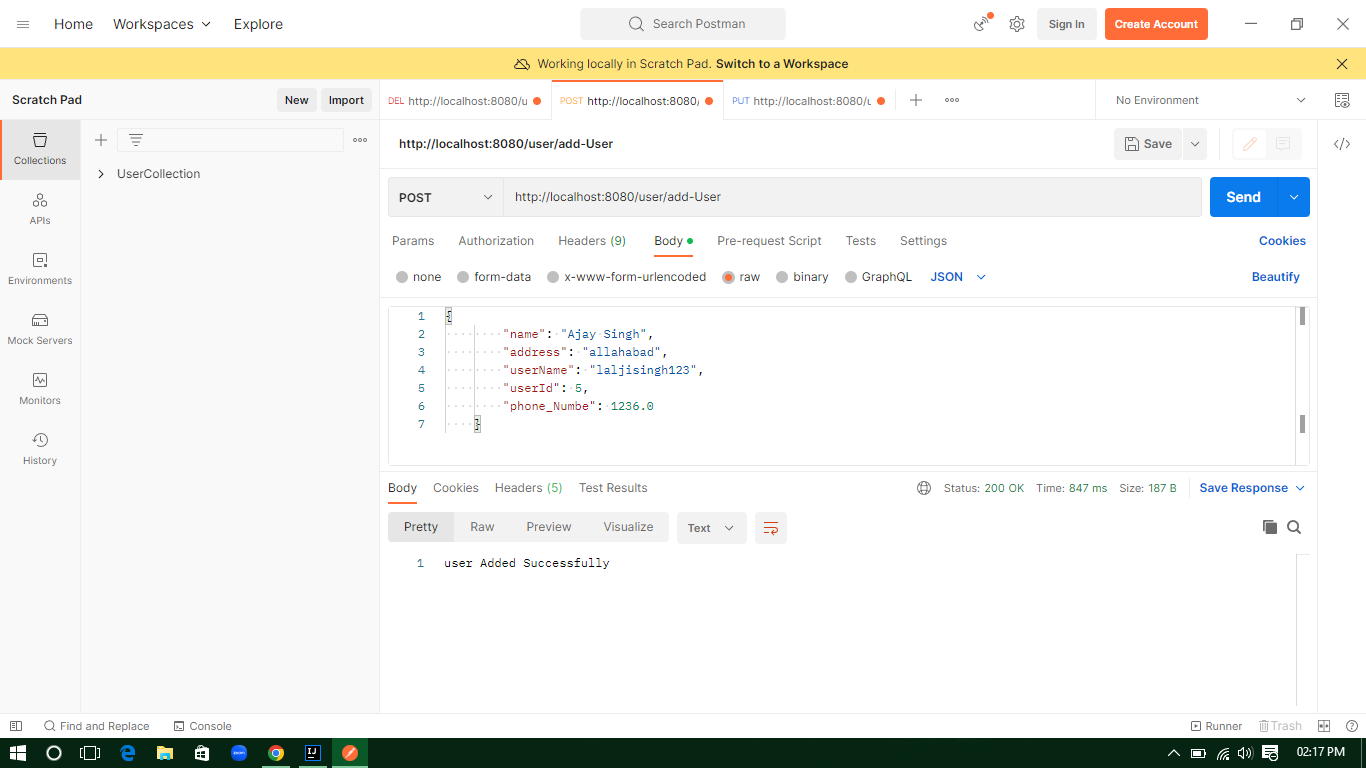 Home Workspaces Explore Search Postman Sign In Create Account
Working locally in Scratch Pad. Switch to a Workspace
Scratch Pad New Import DEL http://localhost:8080/u POST http://localhost:8080/ PUT http://localhost:8080/u No Environment
http://localhost:8080/user/add-User Save
Collections
UserCollection
APIs
Environments
Mock Servers
Monitors
History
POST http://localhost:8080/user/add-User Send
Params Authorization Headers (9) Body Pre-request Script Tests Settings Cookies
none form-data x-www-form-urlencoded raw binary GraphQL JSON Beautify
1 {
2 "name": "Ajay Singh",
3 "address": "allahabad",
4 "userName": "laljisingh123",
5 "userId": 5,
6 "phone_Numbe": 1236.0
7 }
Body Cookies Headers (5) Test Results Status: 200 OK Time: 847 ms Size: 187 B Save Response
Pretty Raw Preview Visualize Text
1 user Added Successfully
Find and Replace Console Runner Trash
zoom IJ 02:17 PM